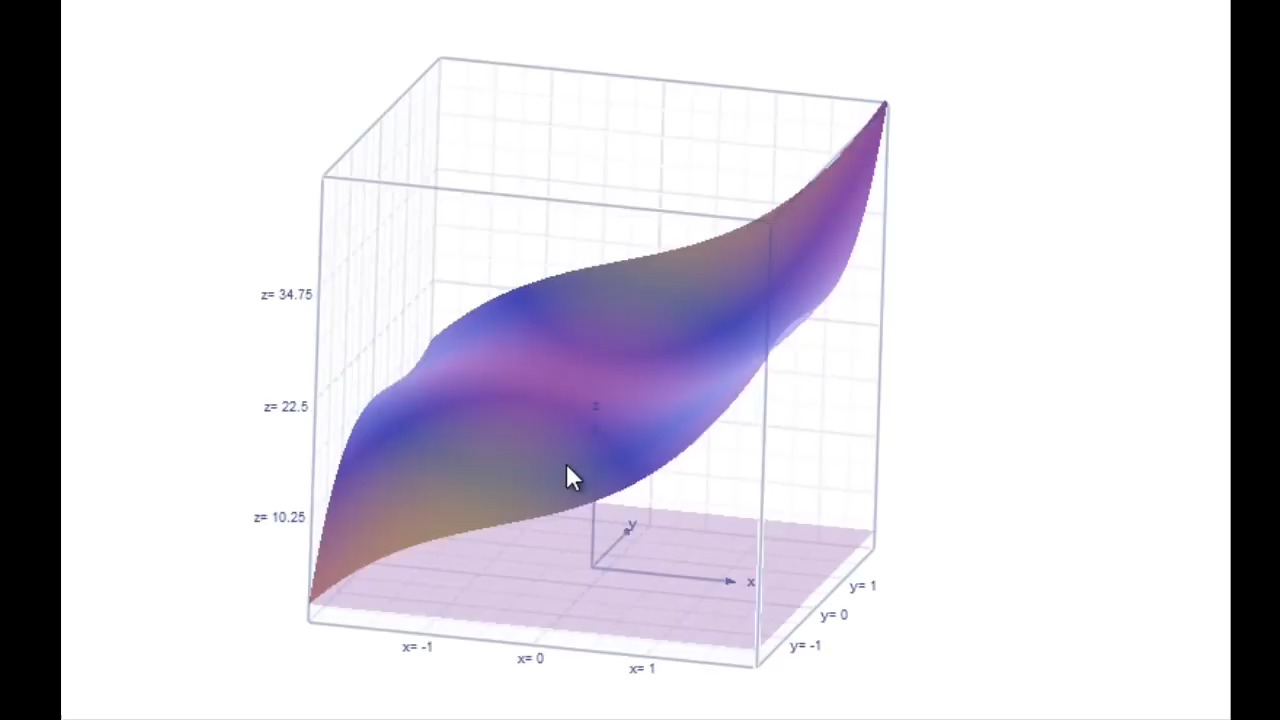 z= 34.75
z= 22.5
z
z= 10.25
y
x
y= 1
y= 0
y= -1
x= -1
x= 0
x= 1